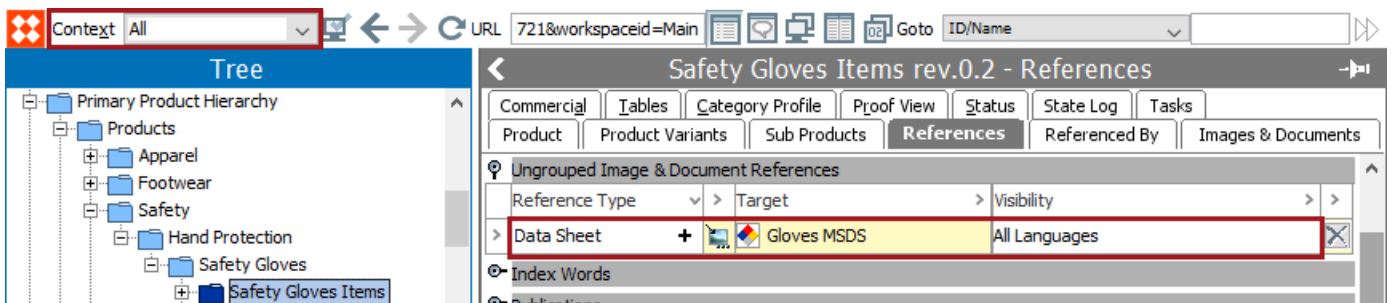 Context All URL 721&workspaceid=Main Goto ID/Name
Tree
Primary Product Hierarchy
Products
Apparel
Footwear
Safety
Hand Protection
Safety Gloves
Safety Gloves Items
Safety Gloves Items rev.0.2 - References
Commercial Tables Category Profile Proof View Status State Log Tasks
Product Product Variants Sub Products References Referenced By Images & Documents
Ungrouped Image & Document References
Reference Type > Target > Visibility > >
> Data Sheet + Gloves MSDS All Languages
Index Words
Publications